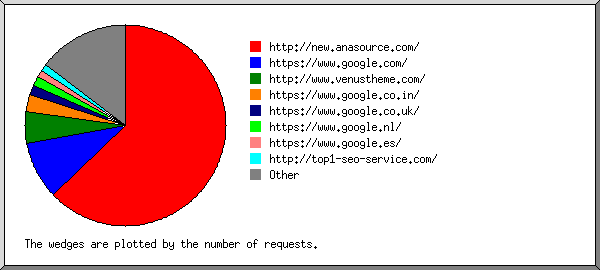 http://new.anasource.com/
https://www.google.com/
http://www.venustheme.com/
https://www.google.co.in/
https://www.google.co.uk/
https://www.google.nl/
https://www.google.es/
http://top1-seo-service.com/
Other
The wedges are plotted by the number of requests.